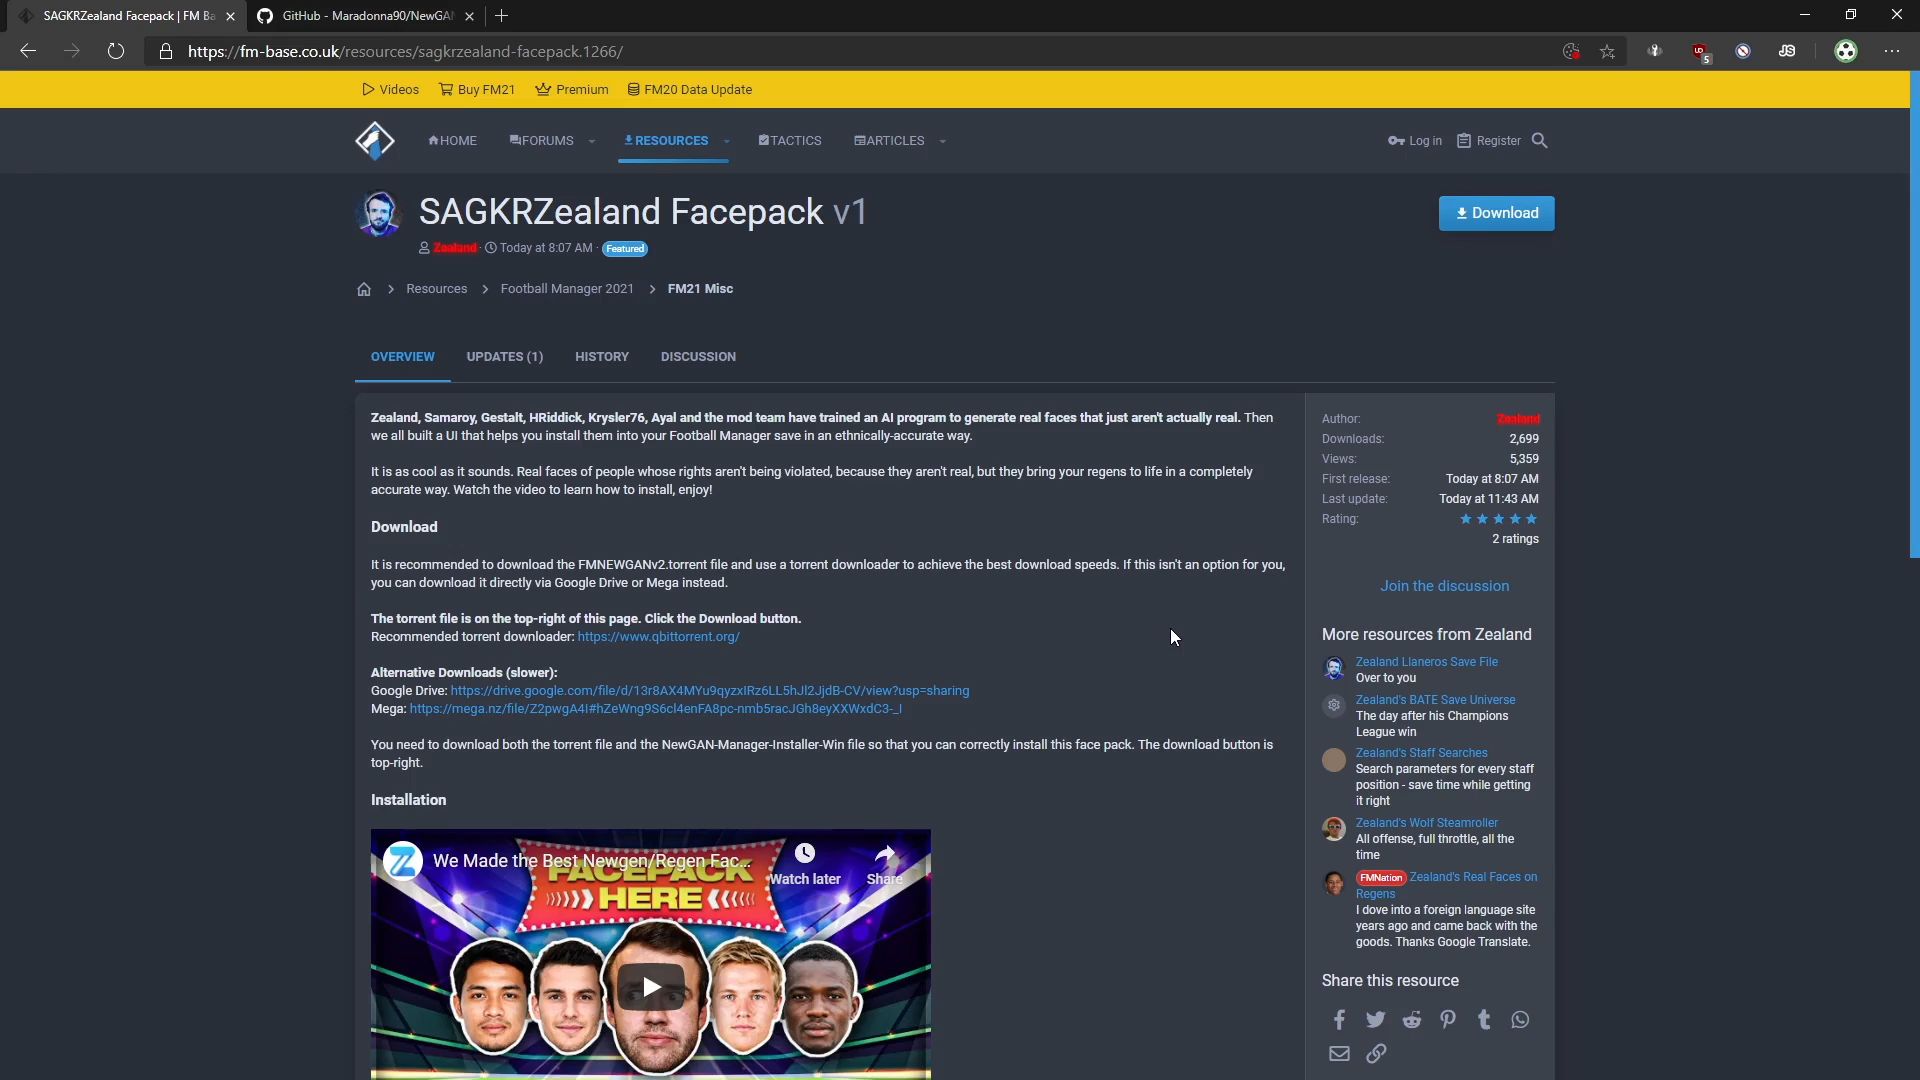 SAGKRZealand Facepack | FM Ba
GitHub - Maradonna90/NewGAN
https://fm-base.co.uk/resources/sagkrzealand-facepack.1266/
5
JS
Videos
Buy FM21
Premium
FM20 Data Update
HOME
FORUMS
RESOURCES
TACTICS
ARTICLES
Log in
Register
SAGKRZealand Facepack v1
Download
Zealand · Today at 8:07 AM · Featured
Resources > Football Manager 2021 > FM21 Misc
OVERVIEW
UPDATES (1)
HISTORY
DISCUSSION
Zealand, Samaroy, Gestalt, HRiddick, Krysler76, Ayal and the mod team have trained an AI program to generate real faces that just aren't actually real. Then
we all built a UI that helps you install them into your Football Manager save in an ethnically-accurate way.
It is as cool as it sounds. Real faces of people whose rights aren't being violated, because they aren't real, but they bring your regens to life in a completely
accurate way. Watch the video to learn how to install, enjoy!
Download
It is recommended to download the FMNEWGANv2.torrent file and use a torrent downloader to achieve the best download speeds. If this isn't an option for you,
you can download it directly via Google Drive or Mega instead.
The torrent file is on the top-right of this page. Click the Download button.
Recommended torrent downloader: https://www.qbittorrent.org/
Alternative Downloads (slower):
Google Drive: https://drive.google.com/file/d/13r8AX4MYu9qyzxIRz6LL5hJl2JjdB-CV/view?usp=sharing
Mega: https://mega.nz/file/Z2pwgA4I#hZeWng9S6cl4enFA8pc-nmb5racJGh8eyXXWxdC3-_I
You need to download both the torrent file and the NewGAN-Manager-Installer-Win file so that you can correctly install this face pack. The download button is
top-right.
Installation
We Made the Best Newgen/Regen Fac...
Watch later
Share
FACEPACK
HERE
Author: Zealand
Downloads: 2,699
Views: 5,359
First release: Today at 8:07 AM
Last update: Today at 11:43 AM
Rating:
2 ratings
Join the discussion
More resources from Zealand
Zealand Llaneros Save File
Over to you
Zealand's BATE Save Universe
The day after his Champions
League win
Zealand's Staff Searches
Search parameters for every staff
position - save time while getting
it right
Zealand's Wolf Steamroller
All offense, full throttle, all the
time
FMNation Zealand's Real Faces on
Regens
I dove into a foreign language site
years ago and came back with the
goods. Thanks Google Translate.
Share this resource